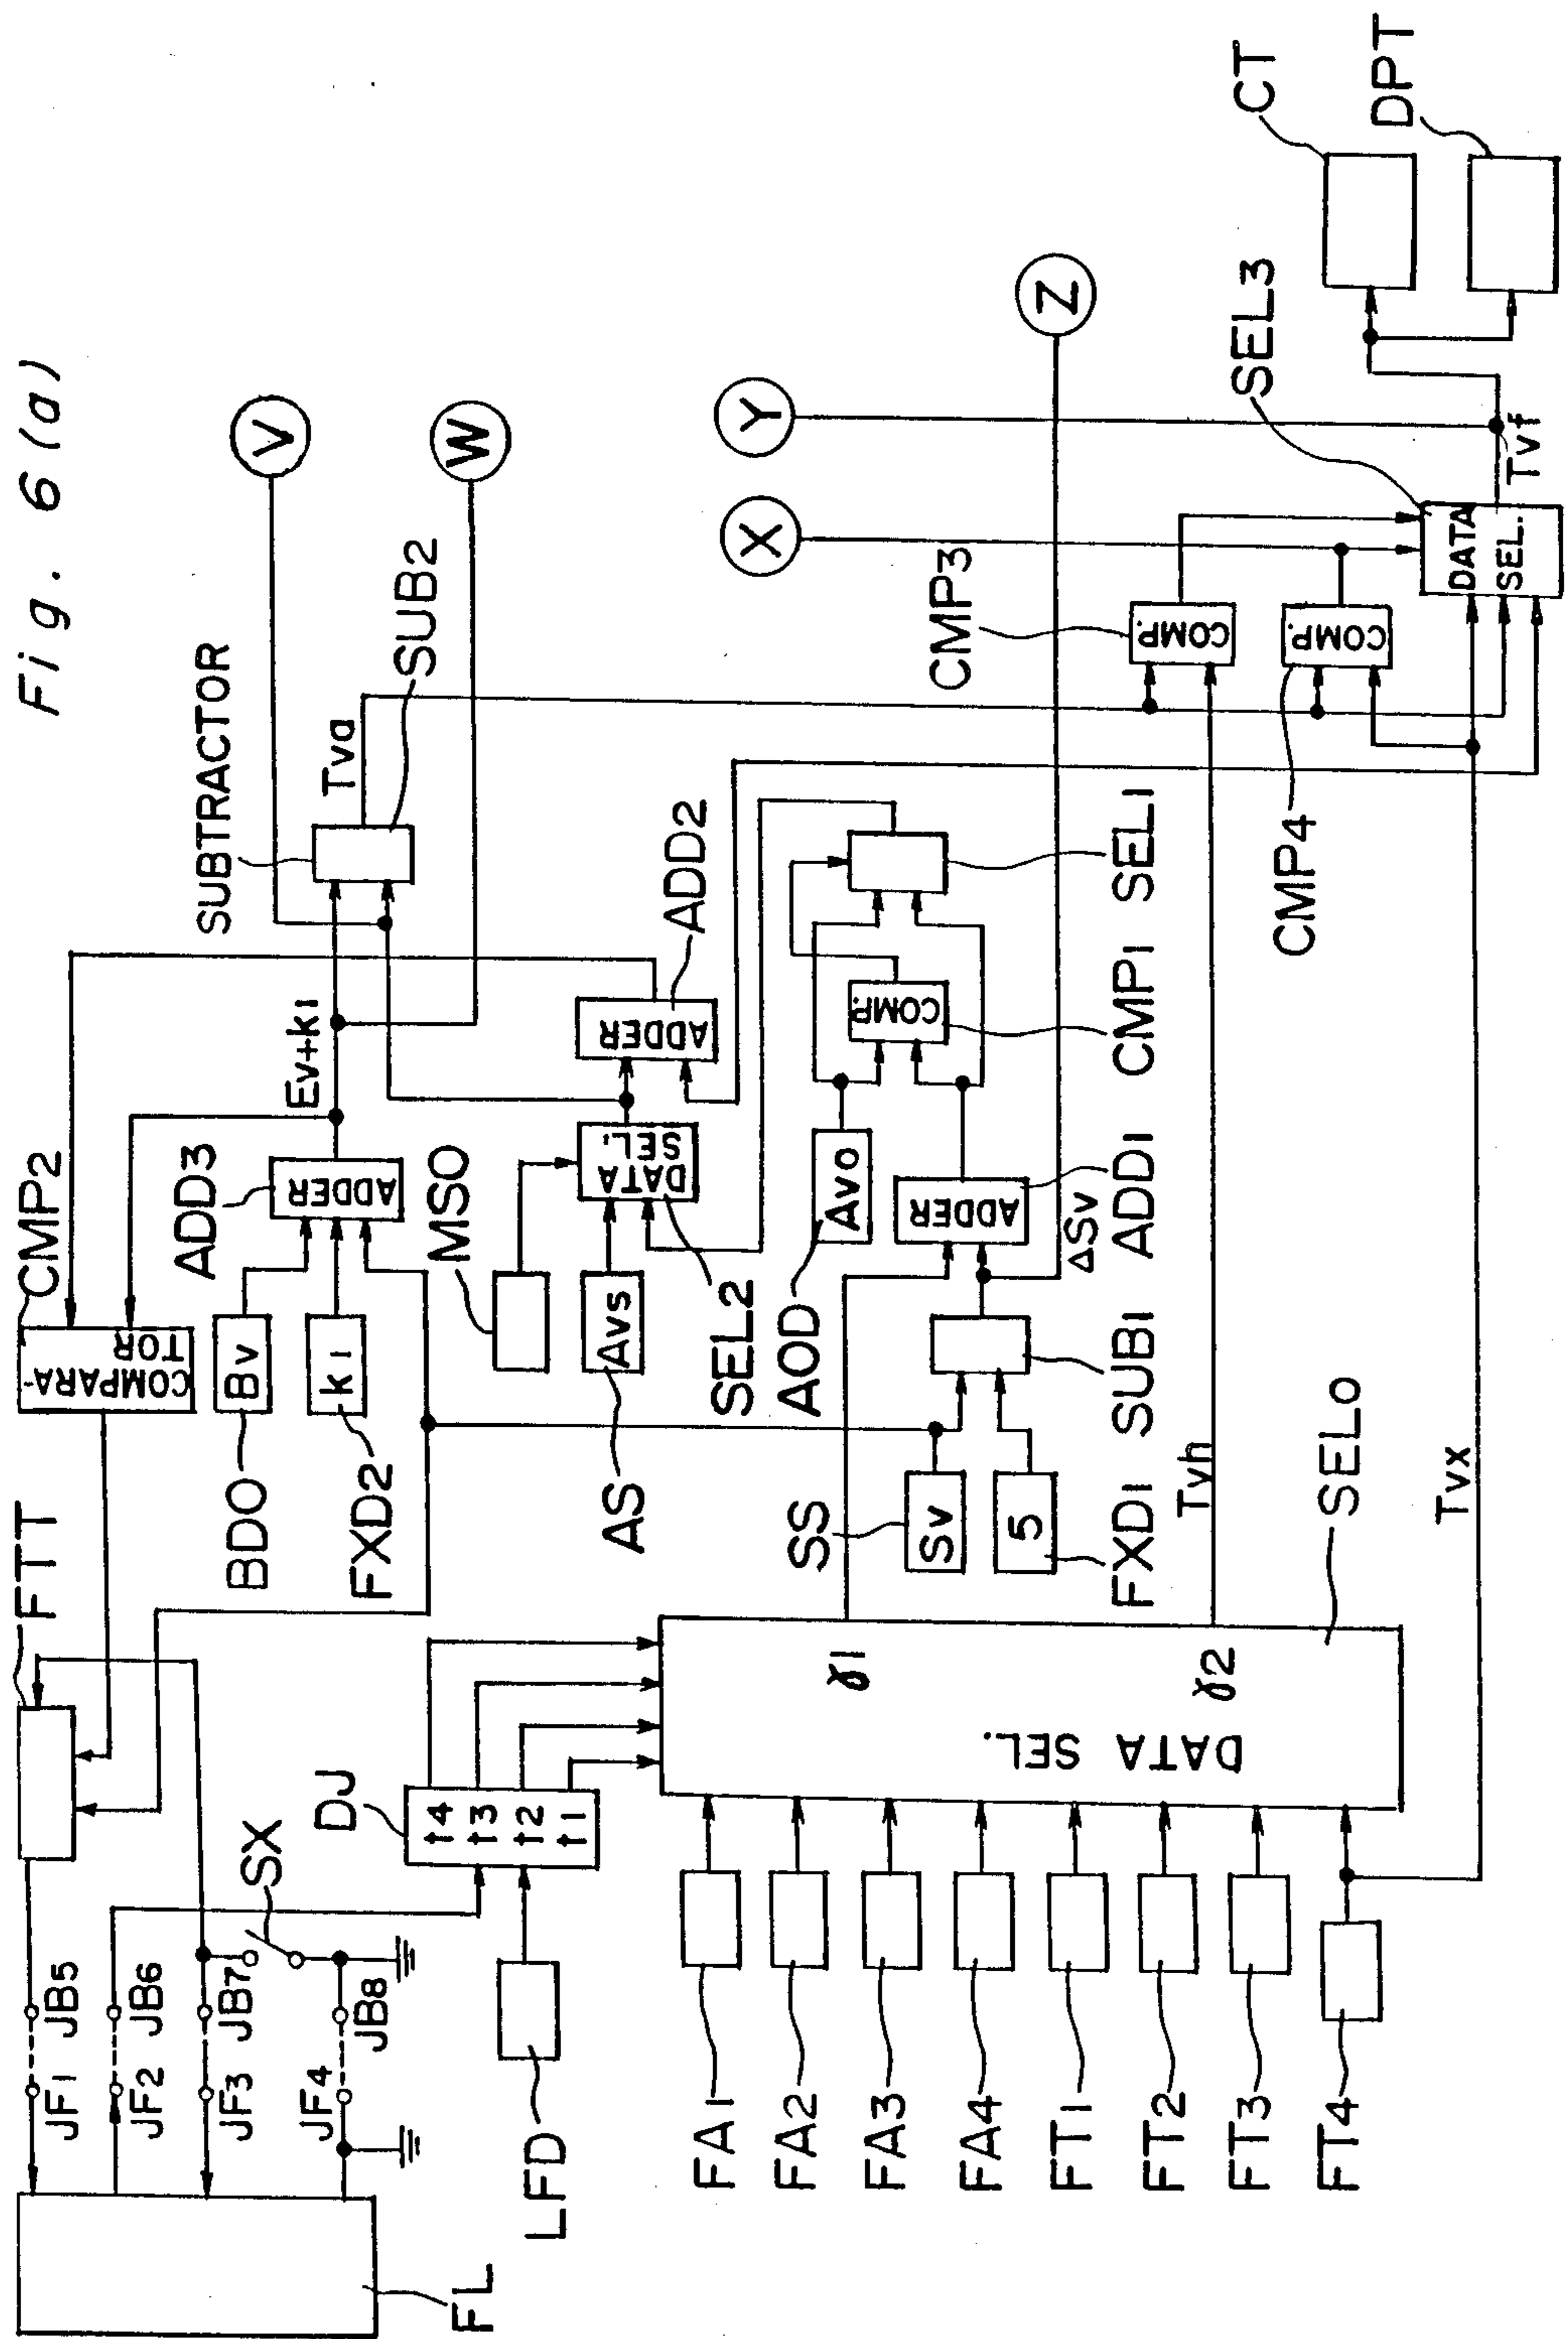 Fig. 6(a)
FTT
CMP2
COMPARA-
TOR
JF1 JB5
JF2 JB6
JF3 JB7
JF4 JB8
SX
FL
BDO
Bv
ADD3
ADDER
Ev+k1
SUBTRACTOR
Tva
SUB2
V
W
FXD2
k1
MSO
DJ
t4
t3
t2
t1
LFD
AS
Avs
DATA
SEL.
SEL2
ADDER
ADD2
AOD
Avo
COMP.
CMP1
SEL1
X
Y
Z
SS
Sv
5
FXD1
SUB1
ΔSv
ADDER
ADD1
FA1
FA2
FA3
FA4
FT1
FT2
FT3
FT4
DATA SEL.
γ1
γ2
SELO
Tvh
Tvx
CMP3
COMP.
CMP4
COMP.
SEL3
DATA
SEL.
Tvf
CT
DPT